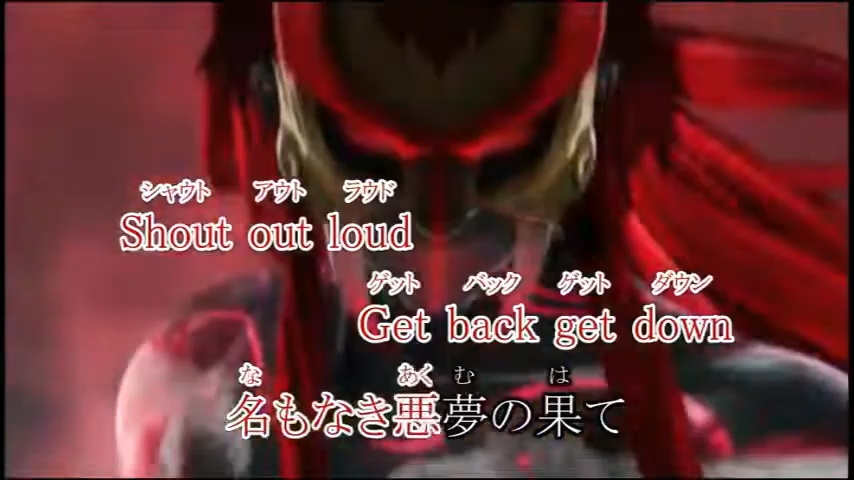 シャウト アウト ラウド
Shout out loud
ゲット バック ゲット ダウン
Get back get down
な あく む は
名もなき悪夢の果て